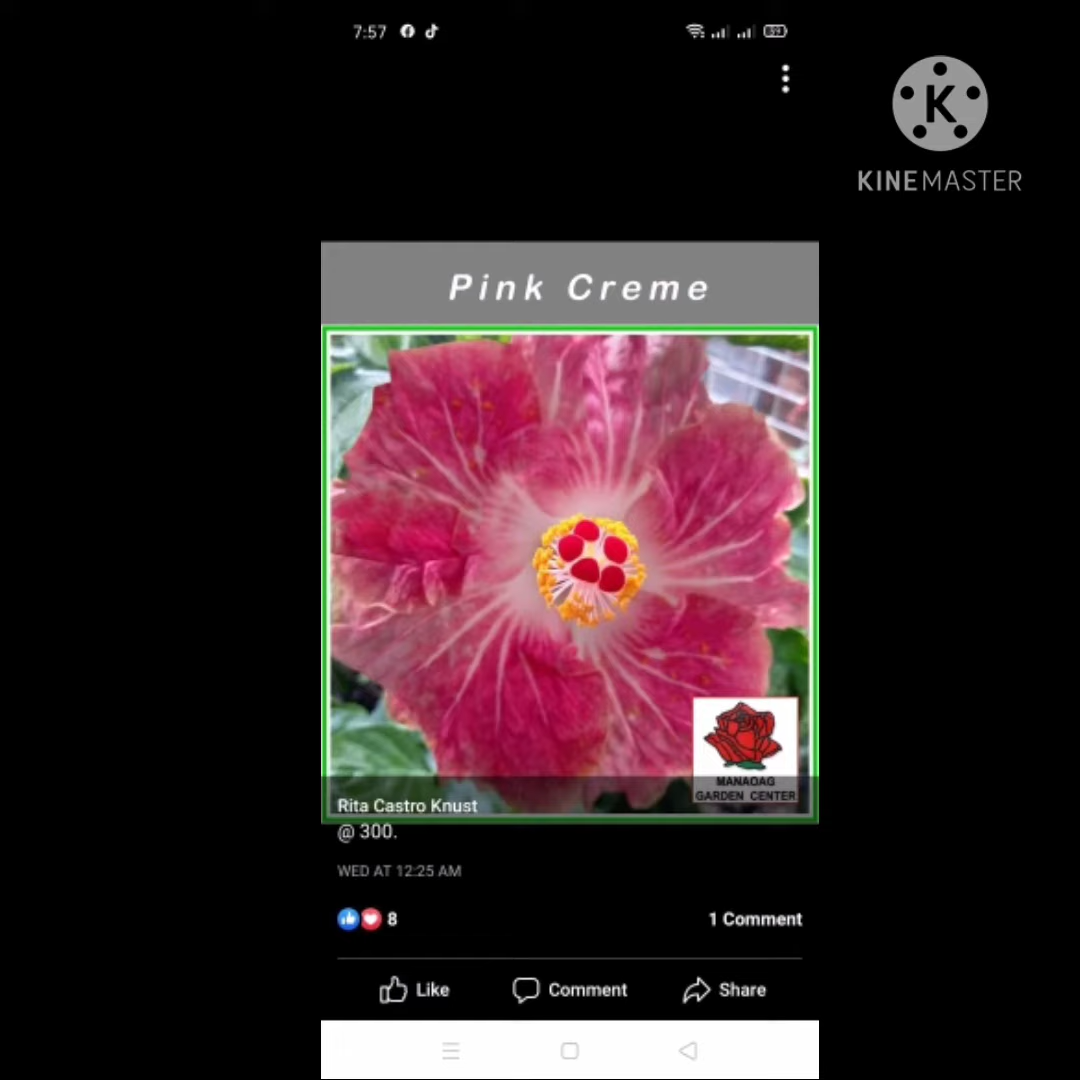 7:57
59
K
KINEMASTER
Pink Creme
MANAOAG
GARDEN CENTER
Rita Castro Knust
@ 300.
WED AT 12:25 AM
8
1 Comment
Like
Comment
Share